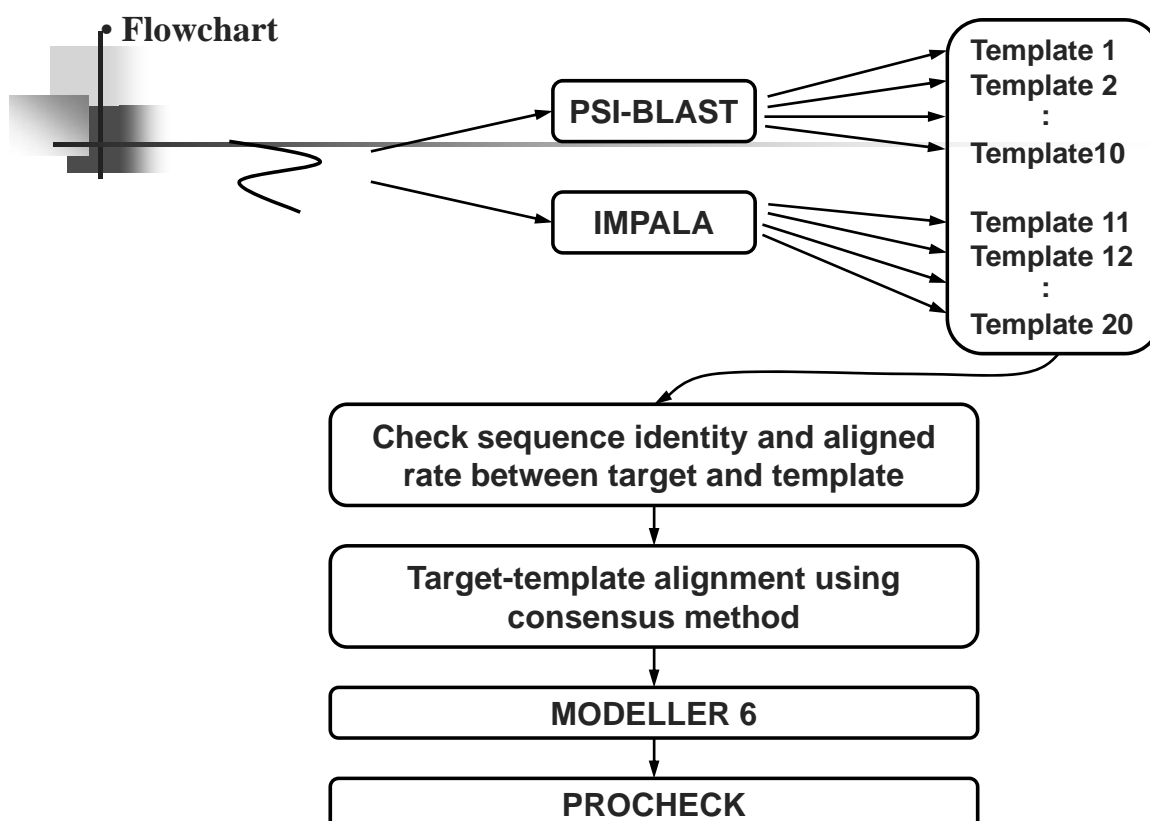 • Flowchart
PSI-BLAST
IMPALA
Template 1
Template 2
:
Template10
Template 11
Template 12
:
Template 20
Check sequence identity and aligned
rate between target and template
Target-template alignment using
consensus method
MODELLER 6
PROCHECK